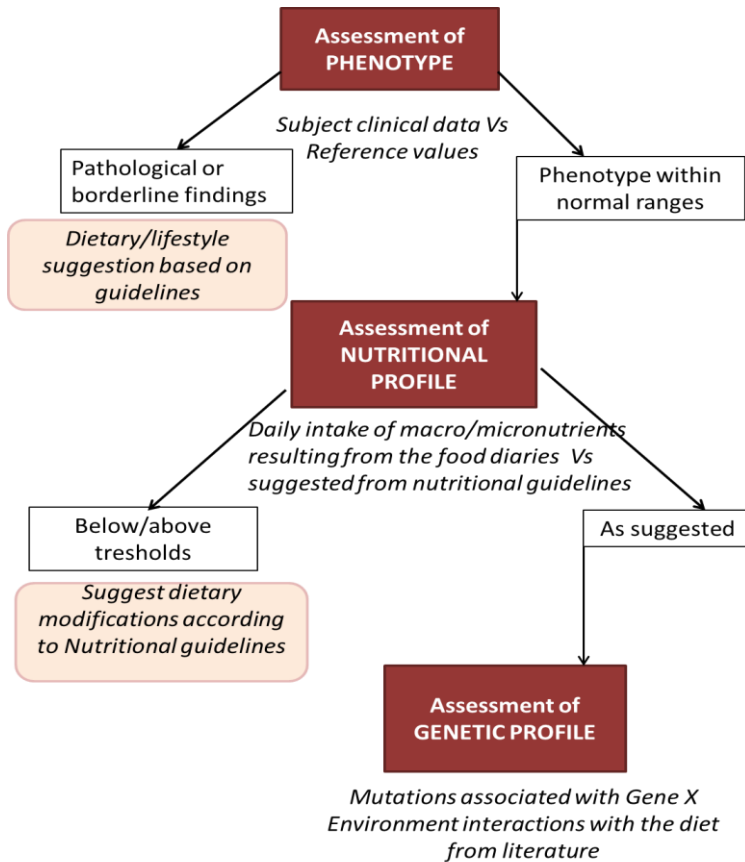 Assessment of
PHENOTYPE
Subject clinical data Vs
Reference values
Pathological or
borderline findings
Phenotype within
normal ranges
Dietary/lifestyle
suggestion based on
guidelines
Assessment of
NUTRITIONAL
PROFILE
Daily intake of macro/micronutrients
resulting from the food diaries Vs
suggested from nutritional guidelines
Below/above
tresholds
As suggested
Suggest dietary
modifications according
to Nutritional guidelines
Assessment of
GENETIC PROFILE
Mutations associated with Gene X
Environment interactions with the diet
from literature